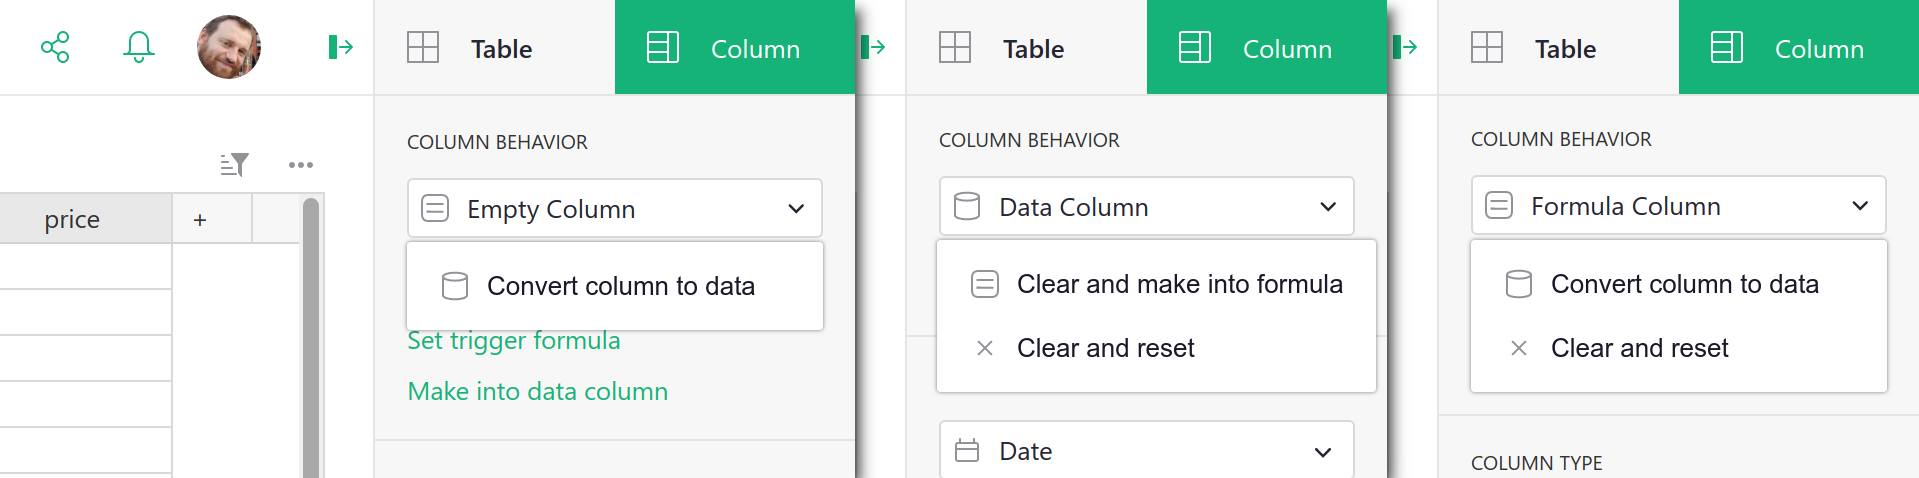 Table
Column
Table
Column
Table
Column
COLUMN BEHAVIOR
Empty Column
Convert column to data
Set trigger formula
Make into data column
COLUMN BEHAVIOR
Data Column
Clear and make into formula
Clear and reset
Date
COLUMN BEHAVIOR
Formula Column
Convert column to data
Clear and reset
COLUMN TYPE
price
+